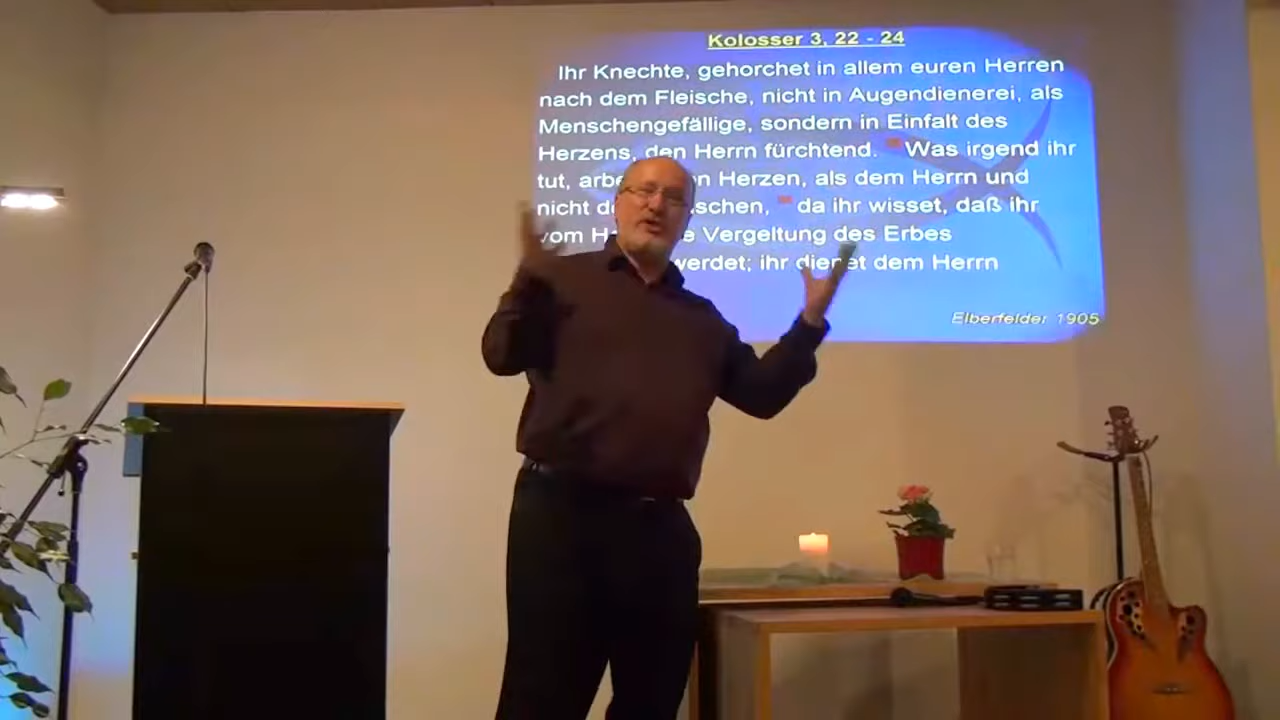 Kolosser 3, 22 - 24
Ihr Knechte, gehorchet in allem euren Herren
nach dem Fleische, nicht in Augendienerei, als
Menschengefällige, sondern in Einfalt des
Herzens, den Herrn fürchtend. Was irgend ihr
tut, Herzen, als dem Herrn und
nicht da ihr wisset, daß ihr
vom Vergeltung des Erbes
werdet; ihr dienet dem Herrn
Elberfelder 1905